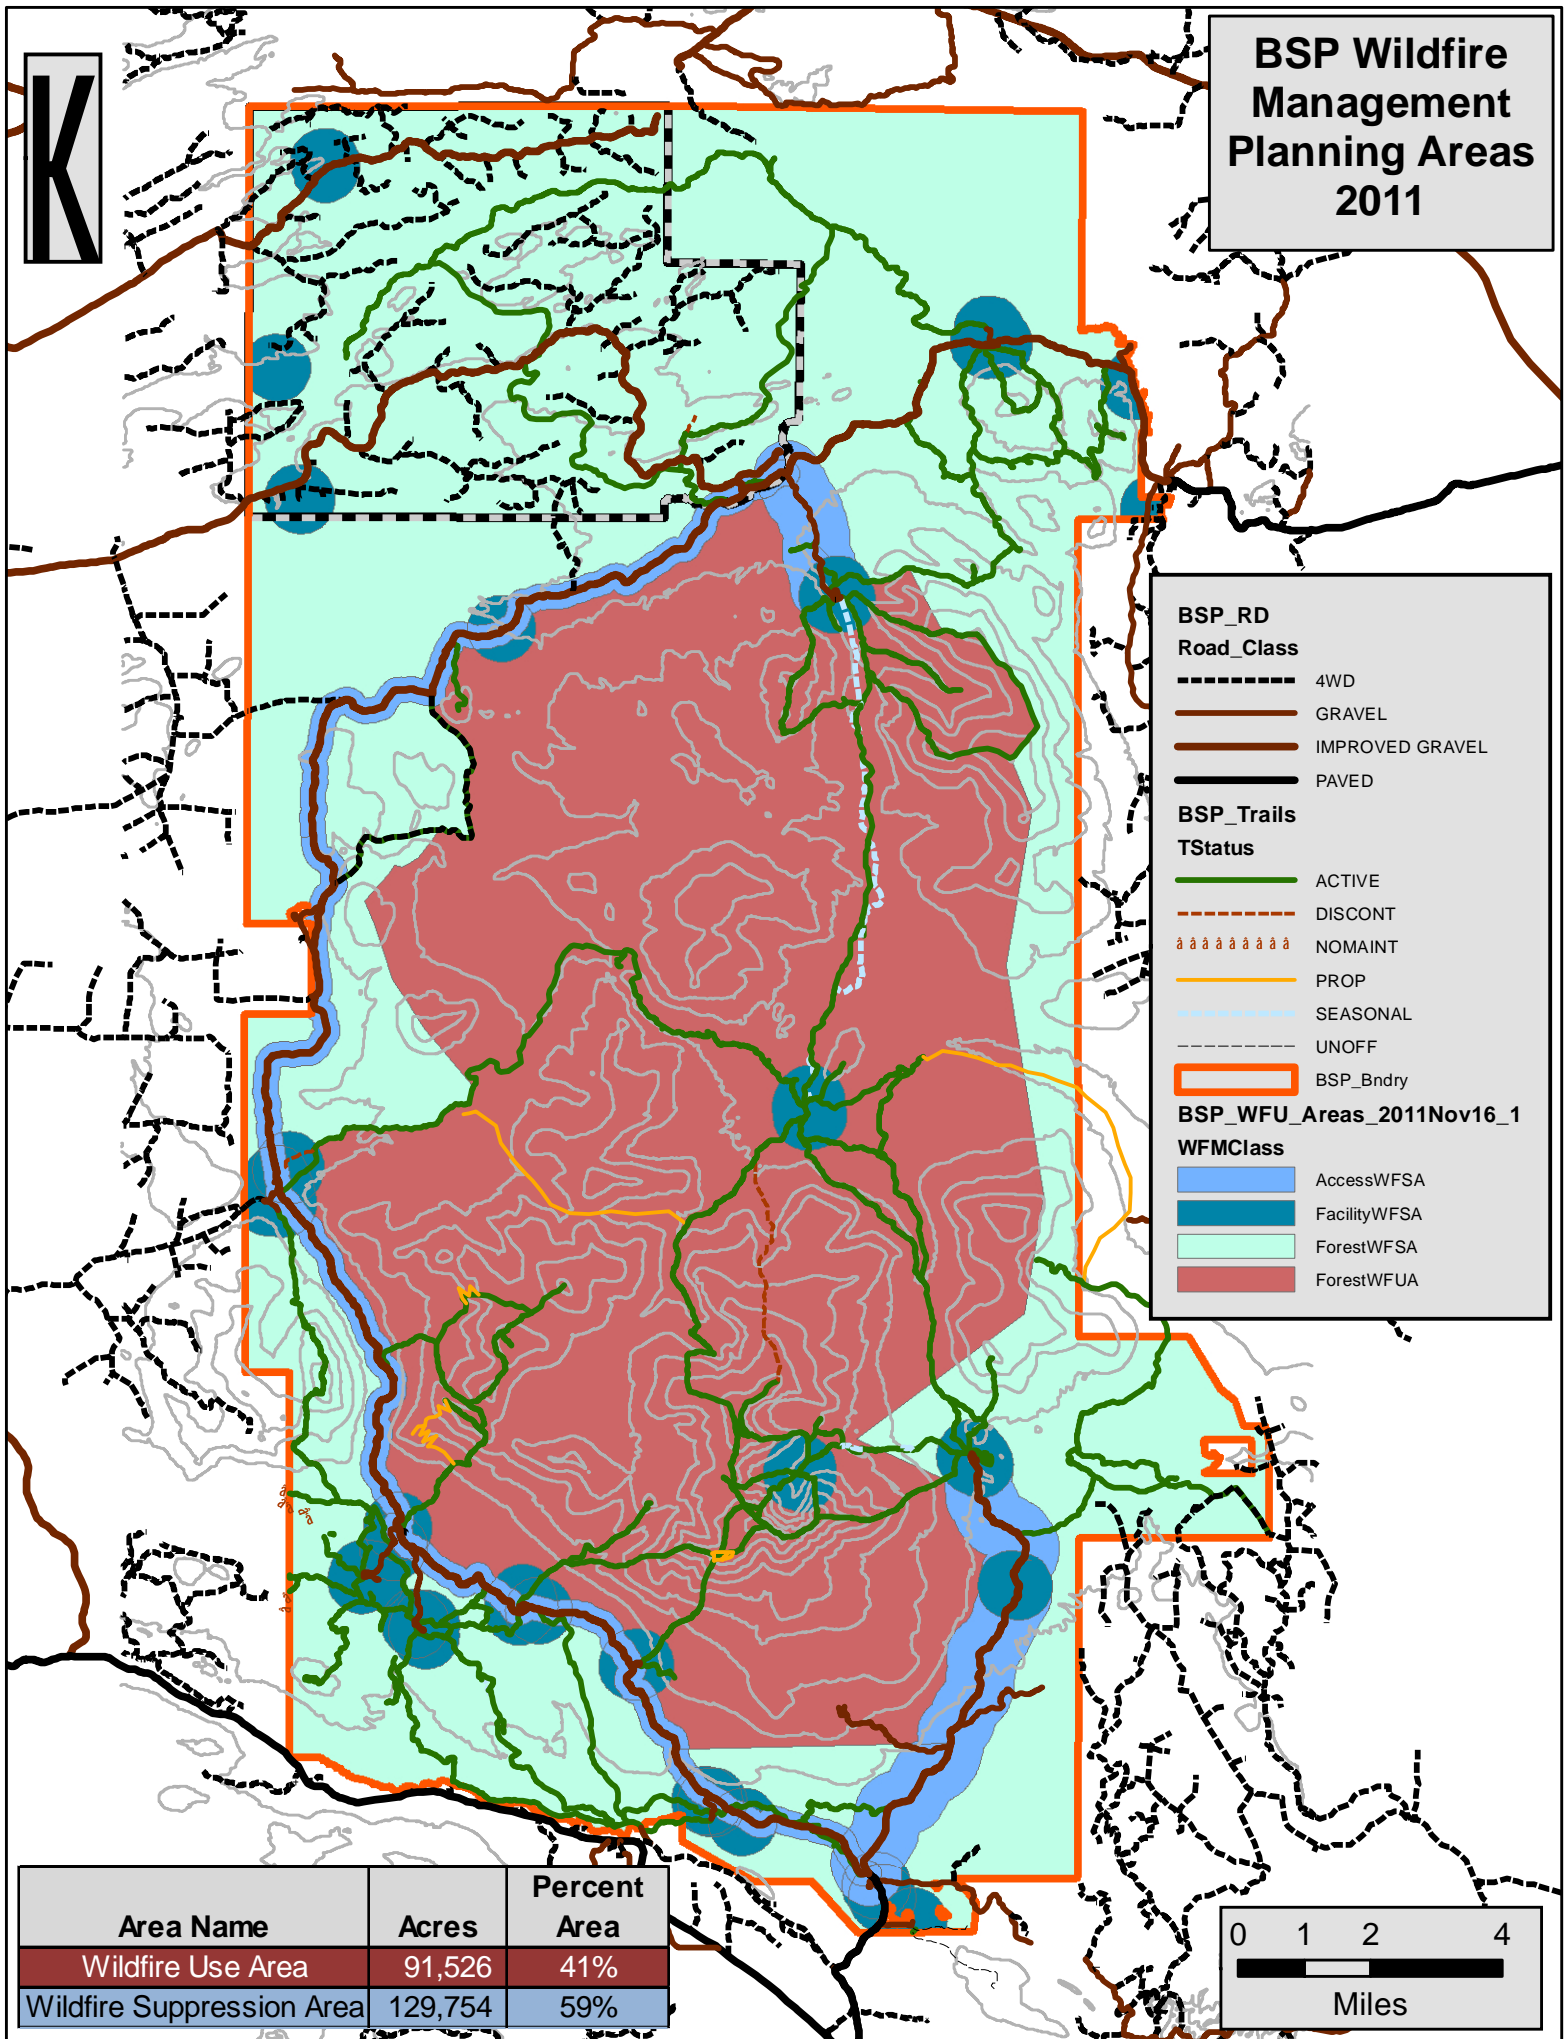 BSP Wildfire
Management
Planning Areas
2011
BSP_RD
Road_Class
4WD
GRAVEL
IMPROVED GRAVEL
PAVED
BSP_Trails
TStatus
ACTIVE
DISCONT
â â â â â â â â â NOMAINT
PROP
SEASONAL
UNOFF
BSP_Bndry
BSP_WFU_Areas_2011Nov16_1
WFMClass
AccessWFSA
FacilityWFSA
ForestWFSA
ForestWFUA
Area Name Acres Percent Area
Wildfire Use Area 91,526 41%
Wildfire Suppression Area 129,754 59%
0 1 2 4
Miles